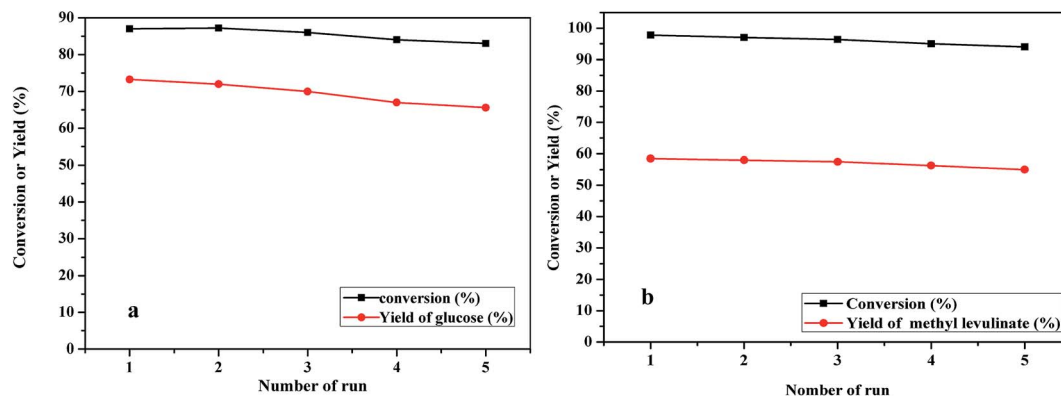 Conversion or Yield (%)
90
80
70
60
50
40
30
20
10
0
a
conversion (%)
Yield of glucose (%)
1 2 3 4 5
Number of run
Conversion or Yield (%)
100
90
80
70
60
50
40
30
20
10
0
b
Conversion (%)
Yield of methyl levulinate (%)
1 2 3 4 5
Nomber of run